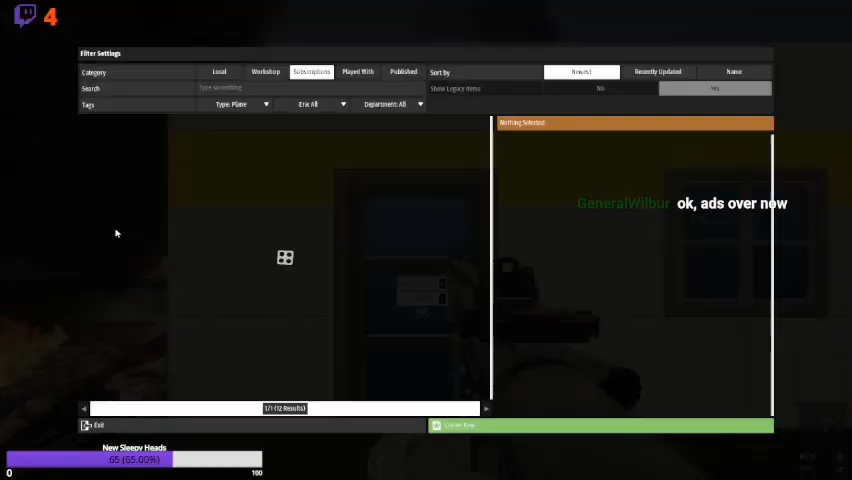 4
Filter Settings
Category Local Workshop Subscriptions Played With Published Sort by Newest Recently Updated Name
Search Type something Show Legacy Items No Yes
Tags Type: Plane Era: All Department: All
Nothing Selected
GeneralWilbur ok, ads over now
1/1 (12 Results)
Exit
New Sleepy Heads
65 (65.00%)
0 100